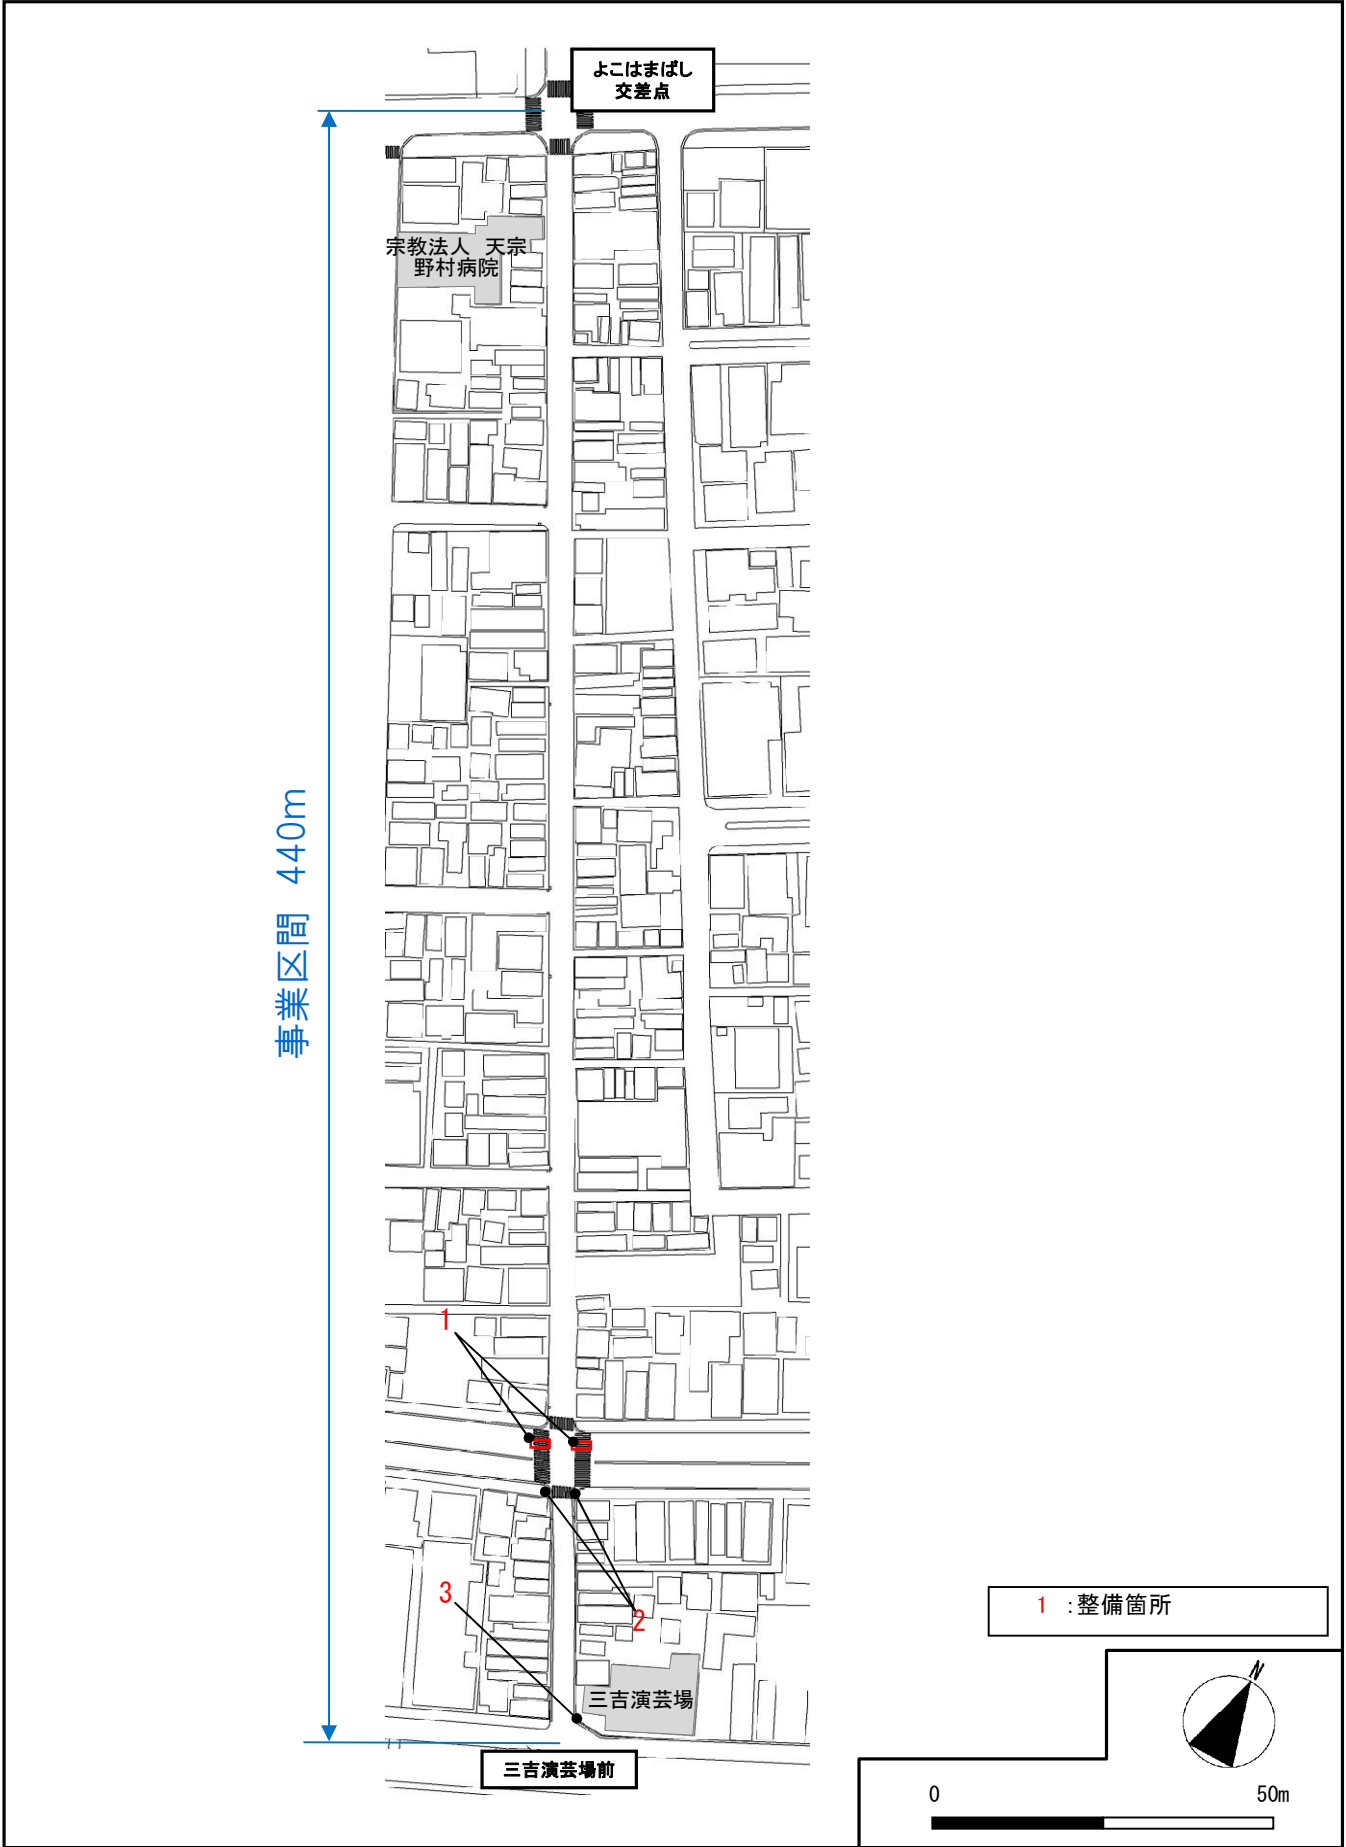 よこはまばし
交差点
宗教法人　天宗
野村病院
事業区間　440m
1
3
2
三吉演芸場
三吉演芸場前
1 :整備箇所
N
0 50m